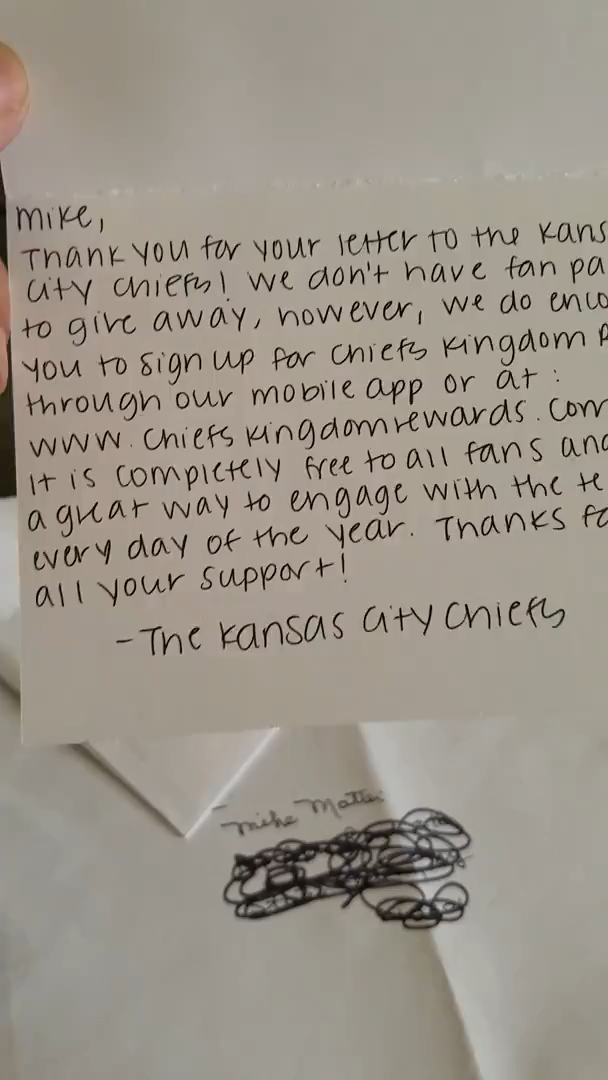 mike,
Thank you for your letter to the Kans
City Chiefs! We don't have fan pa
to give away, however, we do enco
you to sign up for Chiefs Kingdom R
through our mobile app or at:
www.chiefskingdomrewards.com
It is completely free to all fans and
a great way to engage with the te
every day of the year. Thanks fo
all your support!
-The Kansas City Chiefs
Mike